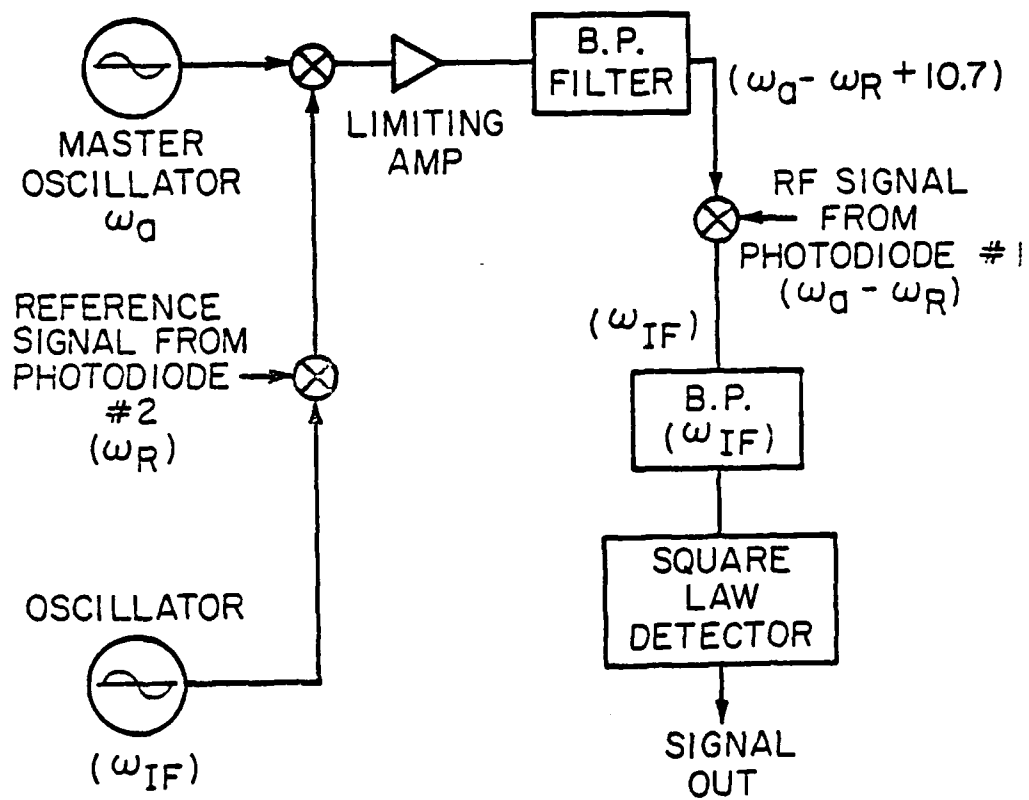 MASTER
OSCILLATOR
ωa
LIMITING
AMP
B.P.
FILTER
(ωa - ωR + 10.7)
RF SIGNAL
FROM
PHOTODIODE #1
(ωa - ωR)
REFERENCE
SIGNAL FROM
PHOTODIODE
#2
(ωR)
(ωIF)
B.P.
(ωIF)
SQUARE
LAW
DETECTOR
OSCILLATOR
(ωIF)
SIGNAL
OUT